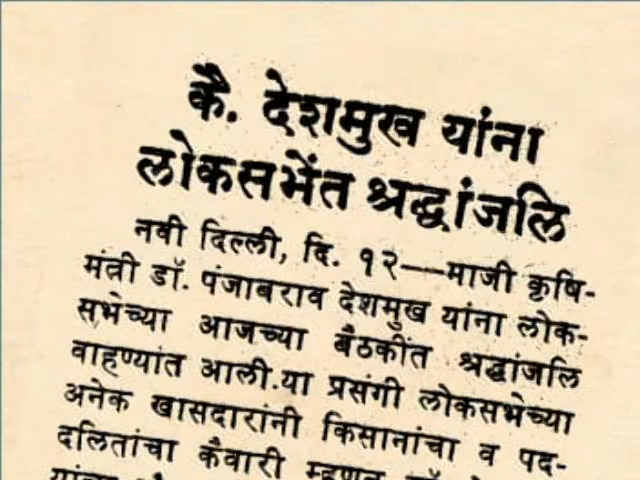 कै. देशमुख यांना
लोकसभेंत श्रद्धांजलि
नवी दिल्ली, दि. १२—माजी कृषि-
मंत्री डॉ. पंजाबराव देशमुख यांना लोक-
सभेच्या आजच्या बैठकींत श्रद्धांजलि
वाहण्यांत आली.या प्रसंगी लोकसभेच्या
अनेक खासदारांनी किसानांचा व पद-
दलितांचा कैवारी म्हणून